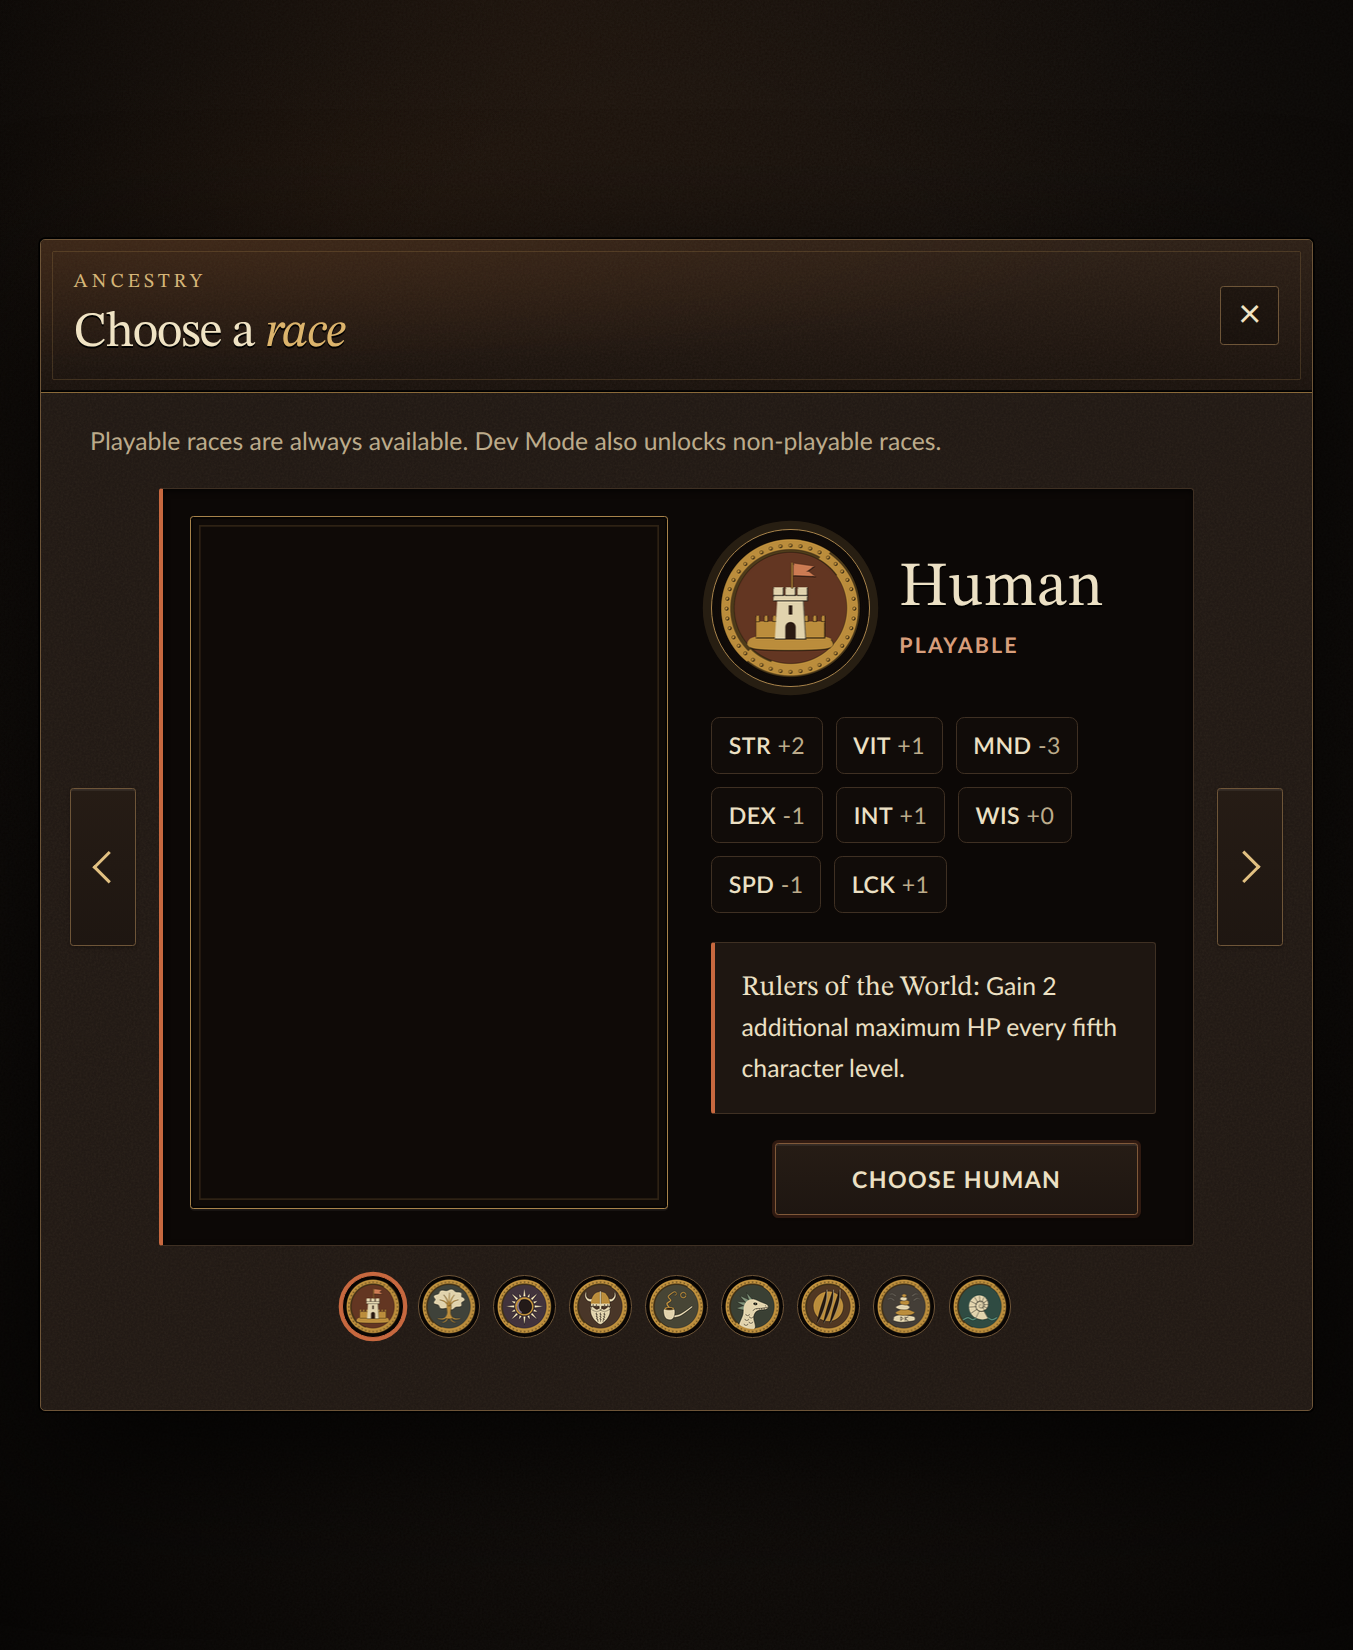 ANCESTRY
Choose a race
Playable races are always available. Dev Mode also unlocks non-playable races.
Human
PLAYABLE
STR +2 VIT +1 MND -3
DEX -1 INT +1 WIS +0
SPD -1 LCK +1
Rulers of the World: Gain 2
additional maximum HP every fifth
character level.
CHOOSE HUMAN